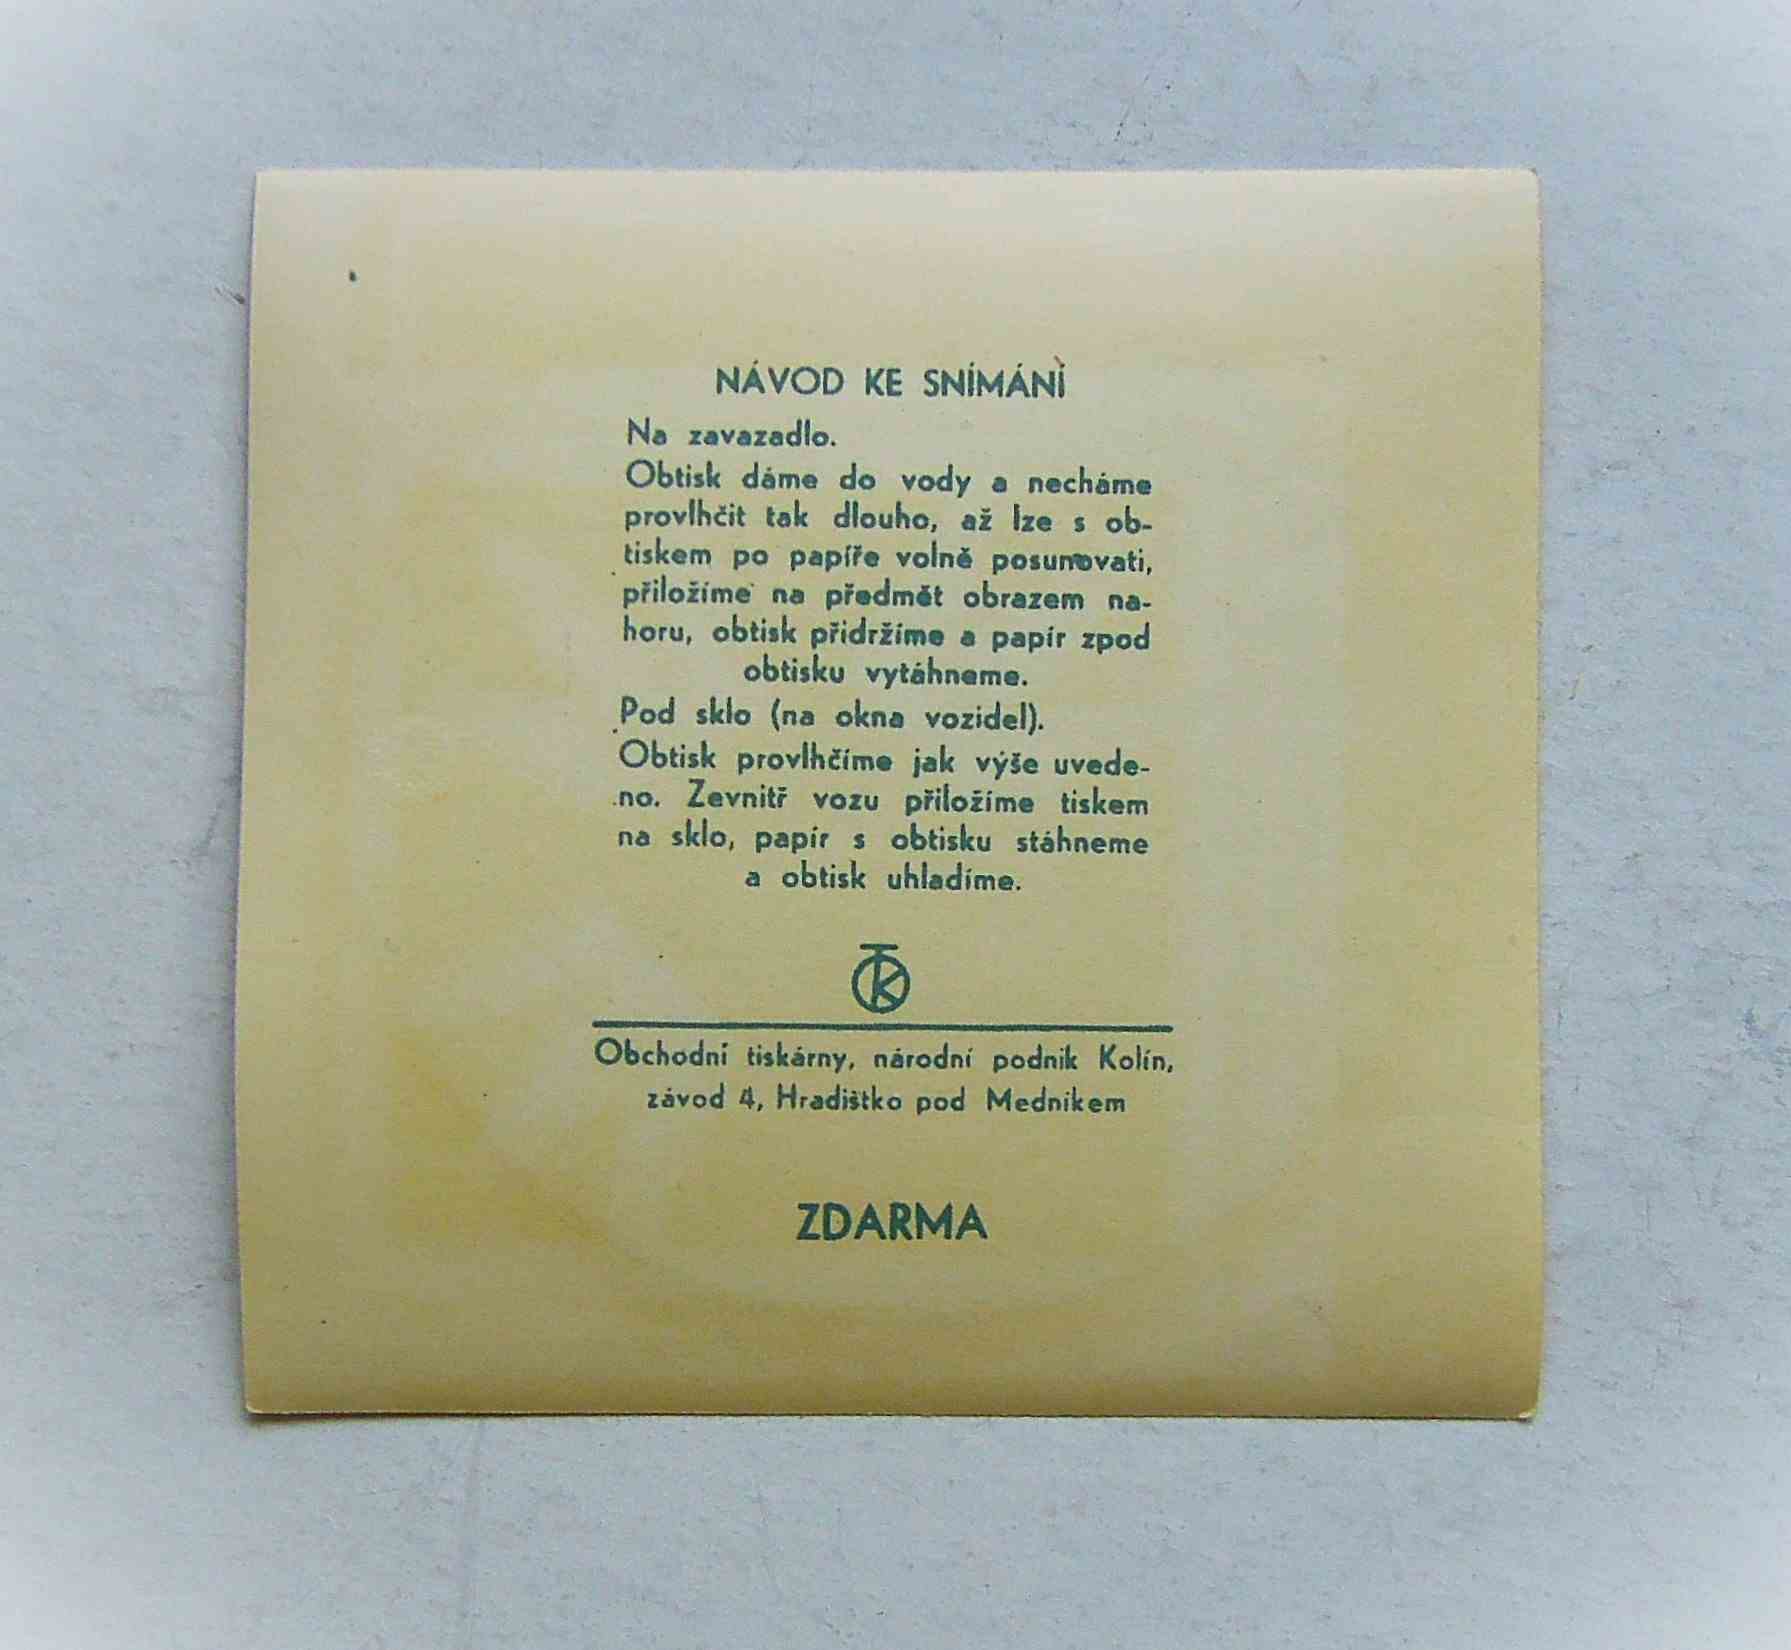 NÁVOD KE SNÍMÁNÍ
Na zavazadlo.
Obtisk dáme do vody a necháme
provlhčit tak dlouho, až lze s ob-
tiskem po papíře volně posunovati,
přiložíme na předmět obrazem na-
horu, obtisk přidržíme a papír zpod
obtisku vytáhneme.
Pod sklo (na okna vozidel).
Obtisk provlhčíme jak výše uvede-
no. Zevnitř vozu přiložíme tiskem
na sklo, papír s obtisku stáhneme
a obtisk uhladíme.
TK
Obchodní tiskárny, národní podnik Kolín,
závod 4, Hradištko pod Medníkem
ZDARMA